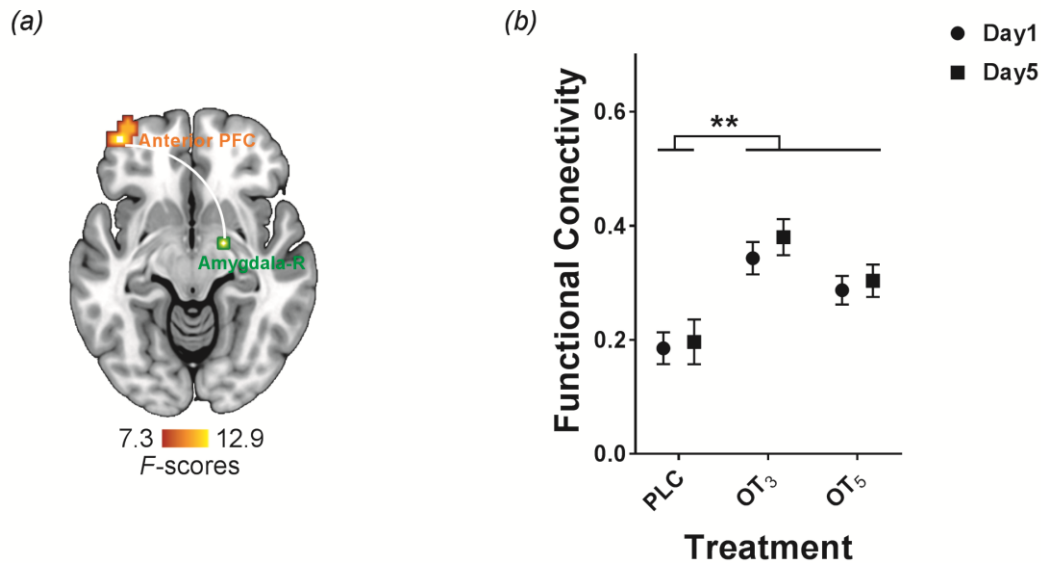 (a)
Anterior PFC
Amygdala-R
7.3 12.9
F-scores
(b)
Day1
Day5
Functional Conectivity
0.6
0.4
0.2
0.0
**
PLC
OT₃
OT₅
Treatment